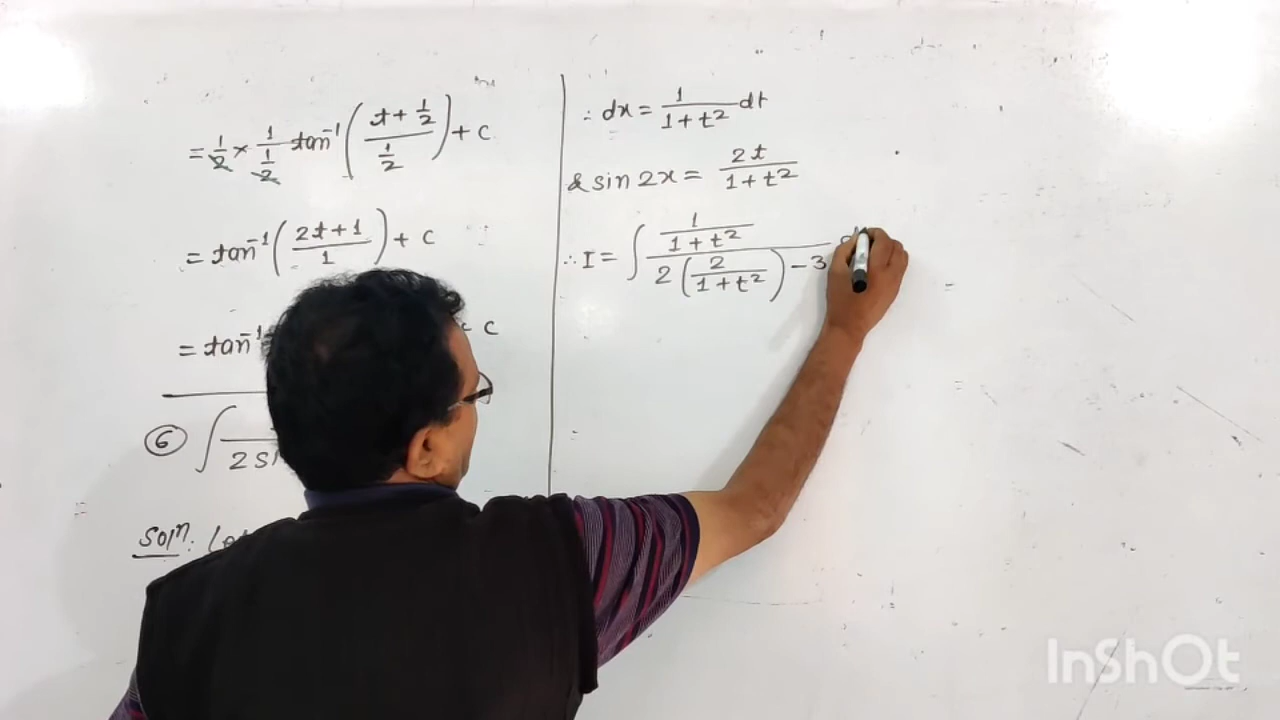 = 1/2 × 1/(1/2) tan⁻¹((t + 1/2)/(1/2)) + c
= tan⁻¹((2t + 1)/1) + c
= tan⁻¹ c
⑥ ∫ 2
Solⁿ:
∴ dx = 1/(1+t²) dt
& sin 2x = 2t/(1+t²)
∴ I = ∫ (1/(1+t²))/(2(2/(1+t²)) - 3
InShOt